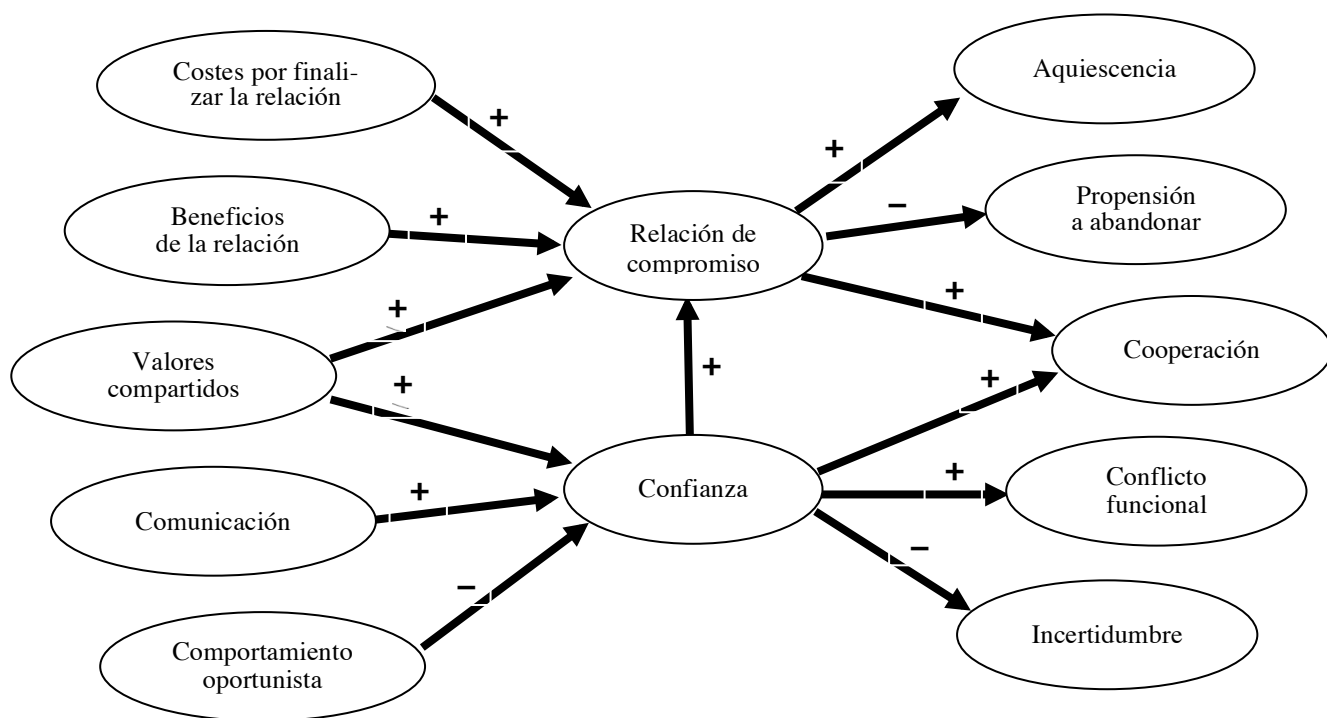 Costes por finali-
zar la relación
+
Aquiescencia
+
Beneficios
de la relación
+
Relación de
compromiso
−
Propensión
a abandonar
Valores
compartidos
+
+
+
+
Cooperación
+
Comunicación
+
Confianza
+
Conflicto
funcional
−
−
Comportamiento
oportunista
Incertidumbre